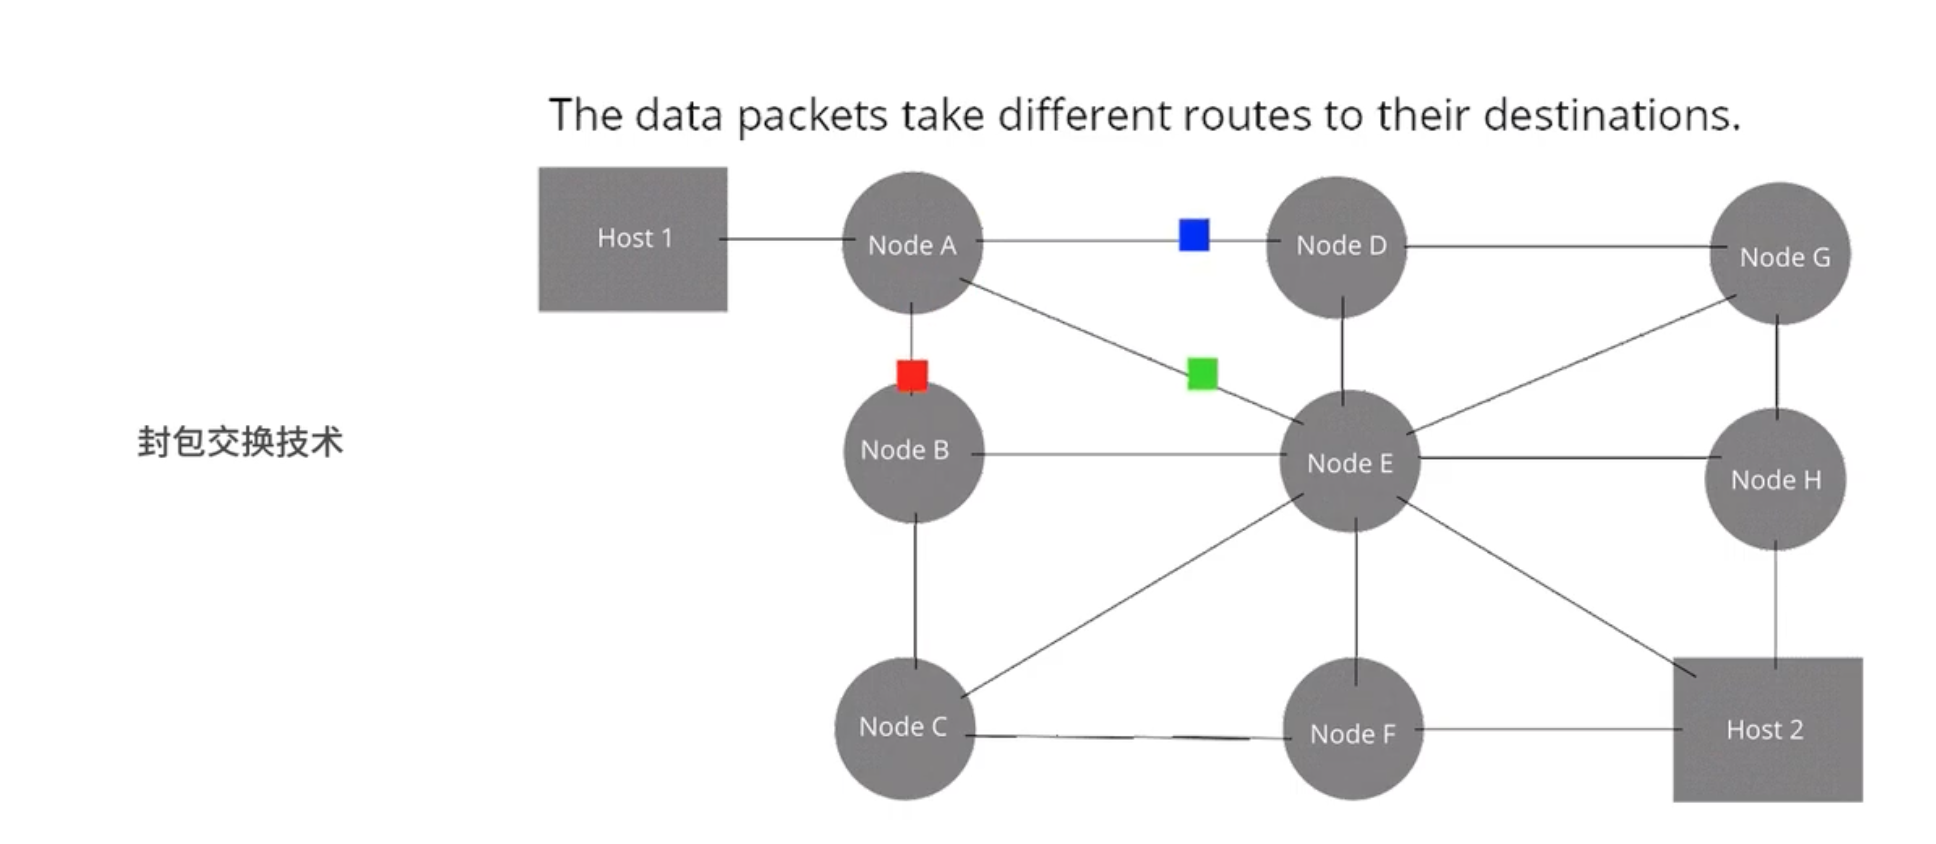 The data packets take different routes to their destinations.
Host 1
Node A
Node D
Node G
封包交换技术
Node B
Node E
Node H
Node C
Node F
Host 2